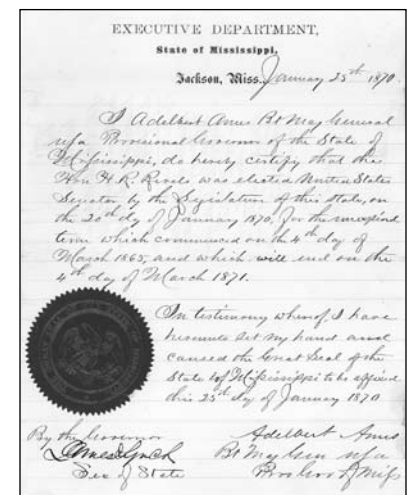 EXECUTIVE DEPARTMENT,
State of Mississippi,
Jackson, Miss., January 25th 1870.
I Adelbert Ames Bt Maj General
USA Provisional Governor of the State of
Mississippi, do hereby certify that the
Hon H. R. Revels was elected United States
Senator by the Legislature of this state, on
the 20th dy of January 1870, for the unexpired
term which commenced on the 4th day of
March 1865, and which will end on the
4th day of March 1871.
In testimony whereof, I have
hereunto set my hand and
caused the Great Seal of the
State of Mississippi to be affixed
this 25th day of January 1870
By the Governor
James Lynch
Sec of State
Adelbert Ames
Bt Maj Gen USA
Pro Gov of Miss